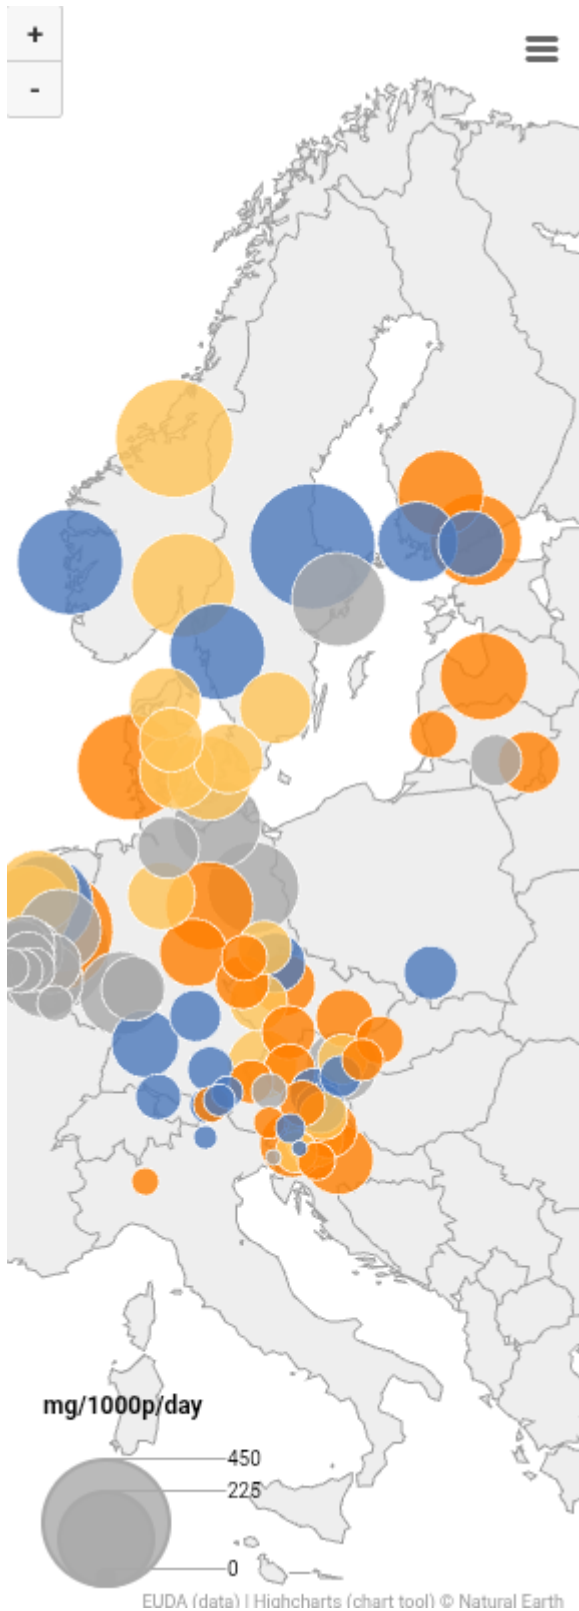 +
-
mg/1000p/day
450
225
0
EUDA (data) | Highcharts (chart tool) © Natural Earth